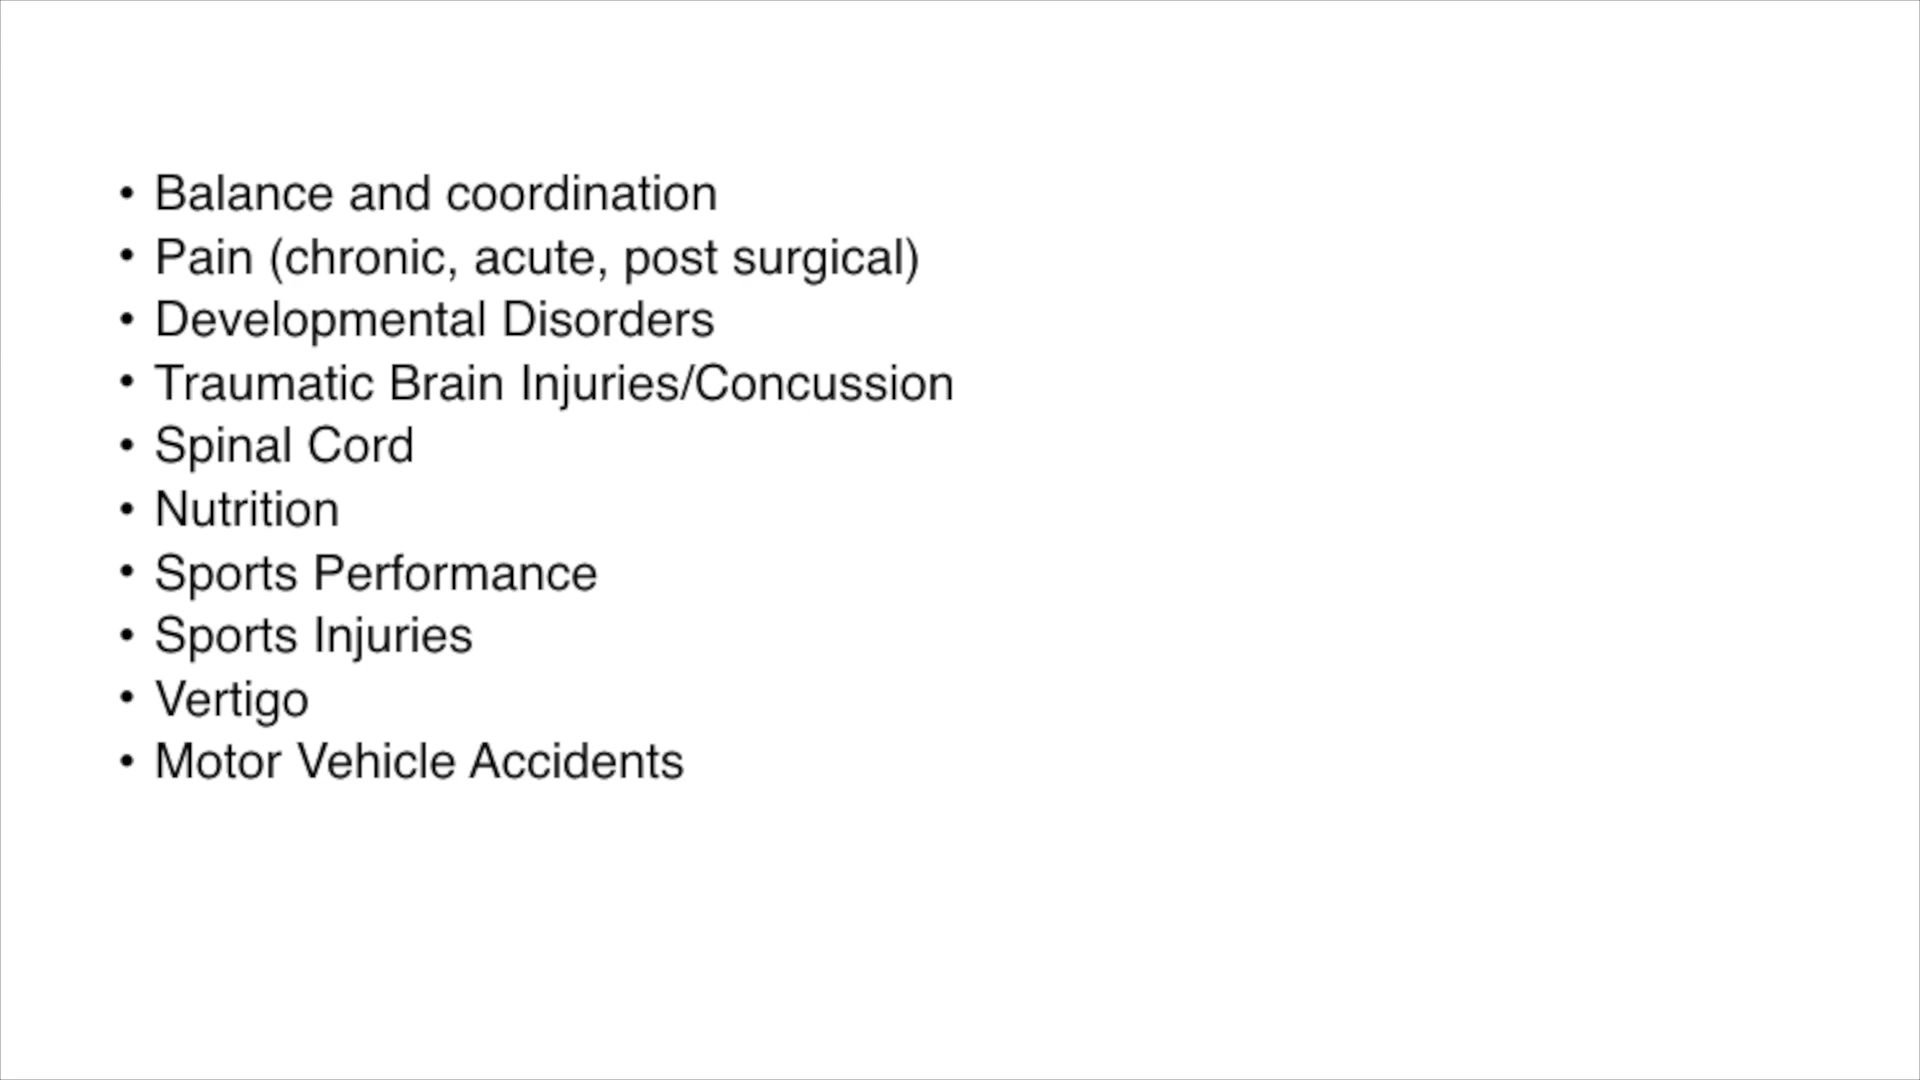 • Balance and coordination
• Pain (chronic, acute, post surgical)
• Developmental Disorders
• Traumatic Brain Injuries/Concussion
• Spinal Cord
• Nutrition
• Sports Performance
• Sports Injuries
• Vertigo
• Motor Vehicle Accidents